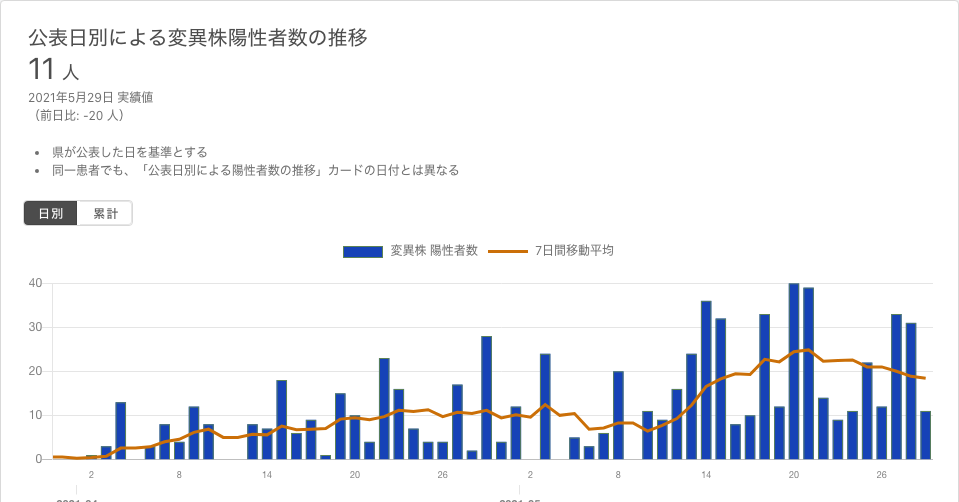 公表日別による変異株陽性者数の推移
11 人
2021年5月29日 実績値
（前日比: -20 人）
• 県が公表した日を基準とする
• 同一患者でも、「公表日別による陽性者数の推移」カードの日付とは異なる
日別 累計
変異株 陽性者数 7日間移動平均
40
30
20
10
0
2 8 14 20 26 2 8 14 20 26